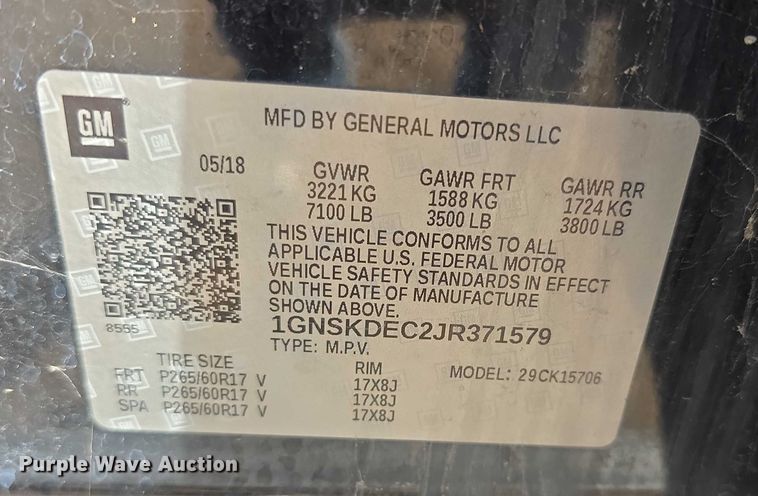 GM
MFD BY GENERAL MOTORS LLC
05/18
GVWR GAWR FRT GAWR RR
3221 KG 1588 KG 1724 KG
7100 LB 3500 LB 3800 LB
THIS VEHICLE CONFORMS TO ALL
APPLICABLE U.S. FEDERAL MOTOR
VEHICLE SAFETY STANDARDS IN EFFECT
ON THE DATE OF MANUFACTURE
SHOWN ABOVE.
8555
1GNSKDEC2JR371579
TYPE: M.P.V.
TIRE SIZE RIM MODEL: 29CK15706
FRT P265/60R17 V 17X8J
RR P265/60R17 V 17X8J
SPA P265/60R17 V 17X8J
Purple Wave Auction